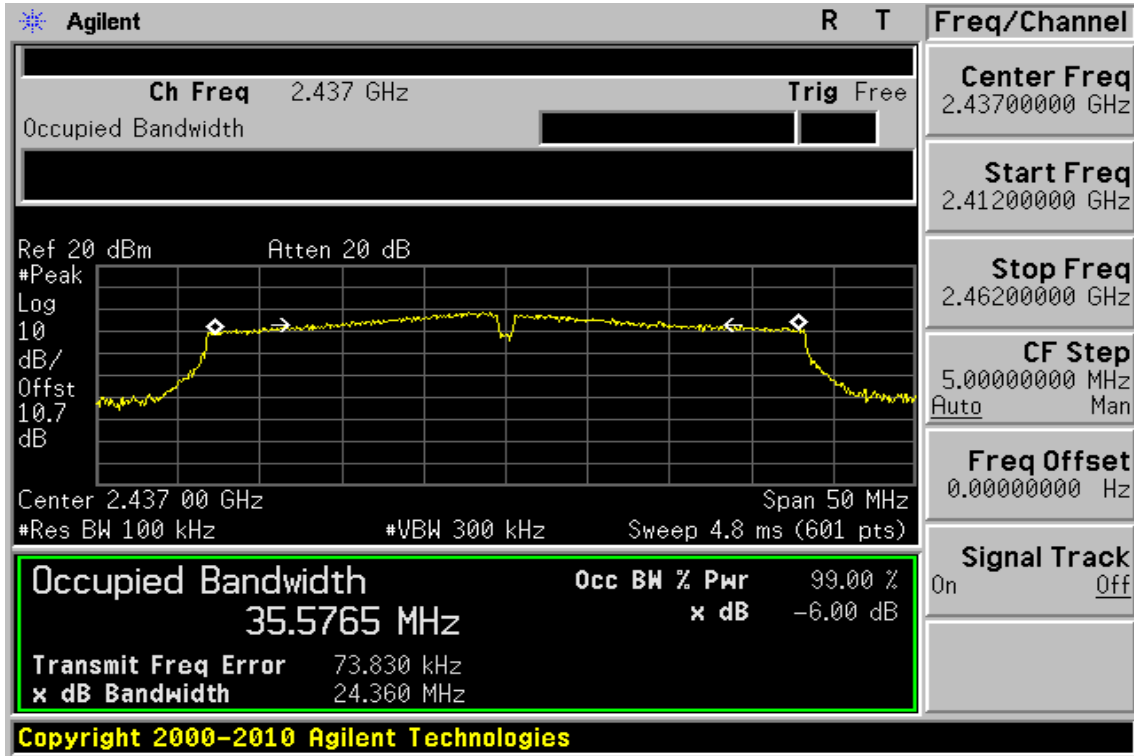 Agilent R T
Ch Freq 2.437 GHz Trig Free
Occupied Bandwidth
Ref 20 dBm Atten 20 dB
#Peak
Log
10
dB/
Offst
10.7
dB
Center 2.437 00 GHz Span 50 MHz
#Res BW 100 kHz #VBW 300 kHz Sweep 4.8 ms (601 pts)
Occupied Bandwidth
35.5765 MHz
Occ BW % Pwr 99.00 %
x dB -6.00 dB
Transmit Freq Error 73.830 kHz
x dB Bandwidth 24.360 MHz
Copyright 2000-2010 Agilent Technologies
Freq/Channel
Center Freq
2.43700000 GHz
Start Freq
2.41200000 GHz
Stop Freq
2.46200000 GHz
CF Step
5.00000000 MHz
Auto Man
Freq Offset
0.00000000 Hz
Signal Track
On Off